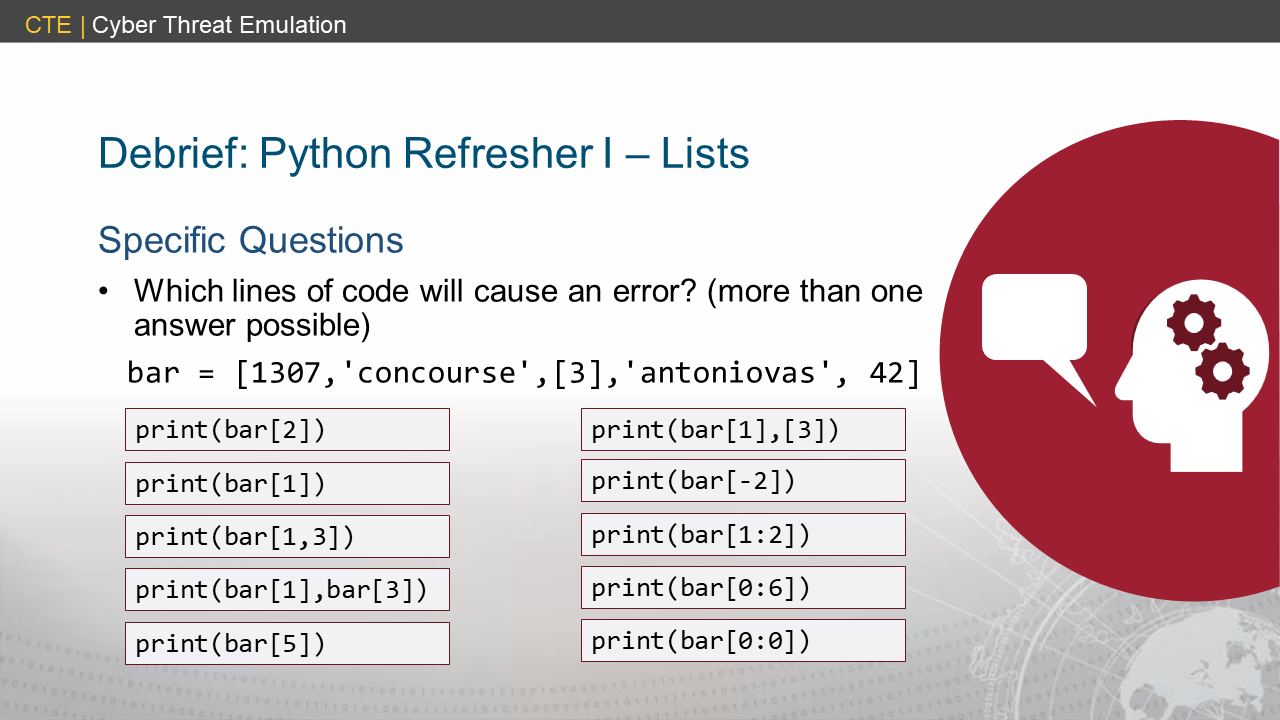 CTE | Cyber Threat Emulation
Debrief: Python Refresher I – Lists
Specific Questions
• Which lines of code will cause an error? (more than one
answer possible)
bar = [1307,'concourse',[3],'antoniovas', 42]
print(bar[2])
print(bar[1])
print(bar[1,3])
print(bar[1],bar[3])
print(bar[5])
print(bar[1],[3])
print(bar[-2])
print(bar[1:2])
print(bar[0:6])
print(bar[0:0])